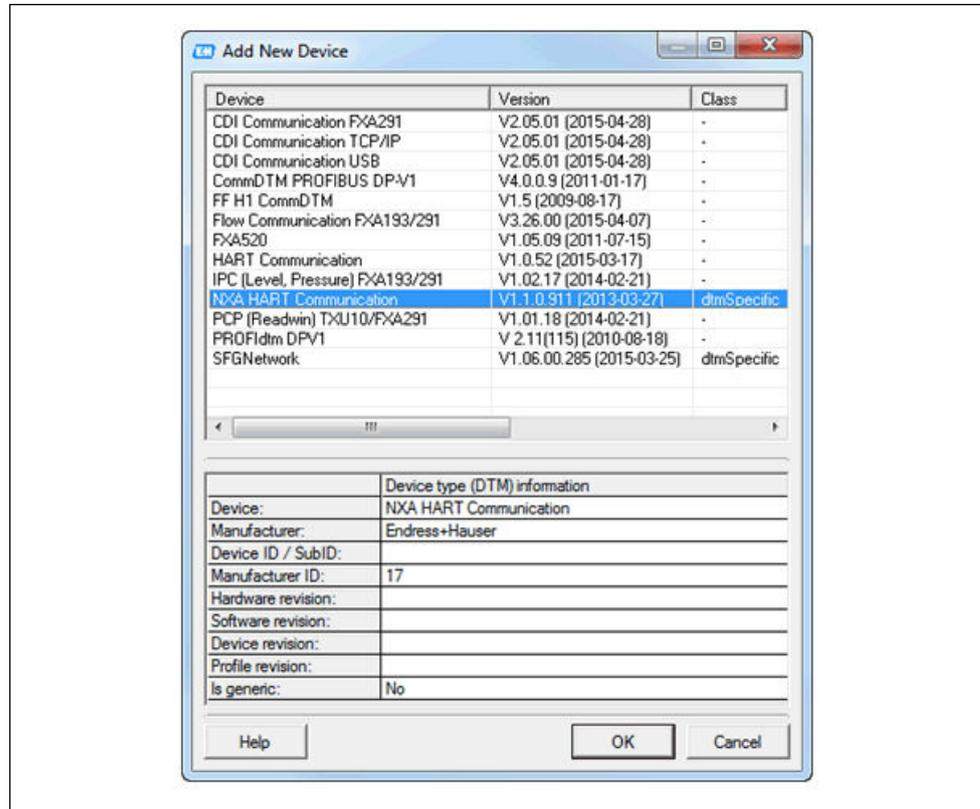 Add New Device
Device Version Class
CDI Communication FXA291 V2.05.01 (2015-04-28) -
CDI Communication TCP/IP V2.05.01 (2015-04-28) -
CDI Communication USB V2.05.01 (2015-04-28) -
CommDTM PROFIBUS DP-V1 V4.0.0.9 (2011-01-17) -
FF H1 CommDTM V1.5 (2009-08-17) -
Flow Communication FXA193/291 V3.26.00 (2015-04-07) -
FXA520 V1.05.09 (2011-07-15) -
HART Communication V1.0.52 (2015-03-17) -
IPC (Level, Pressure) FXA193/291 V1.02.17 (2014-02-21) -
NXA HART Communication V1.1.0.911 (2013-03-27) dtmSpecific
PCP (Readwin) TXU10/FXA291 V1.01.18 (2014-02-21) -
PROFIdtm DPV1 V 2.11(115) (2010-08-18) -
SFGNetwork V1.06.00.285 (2015-03-25) dtmSpecific
Device type (DTM) information
Device: NXA HART Communication
Manufacturer: Endress+Hauser
Device ID / SubID:
Manufacturer ID: 17
Hardware revision:
Software revision:
Device revision:
Profile revision:
Is generic: No
Help OK Cancel